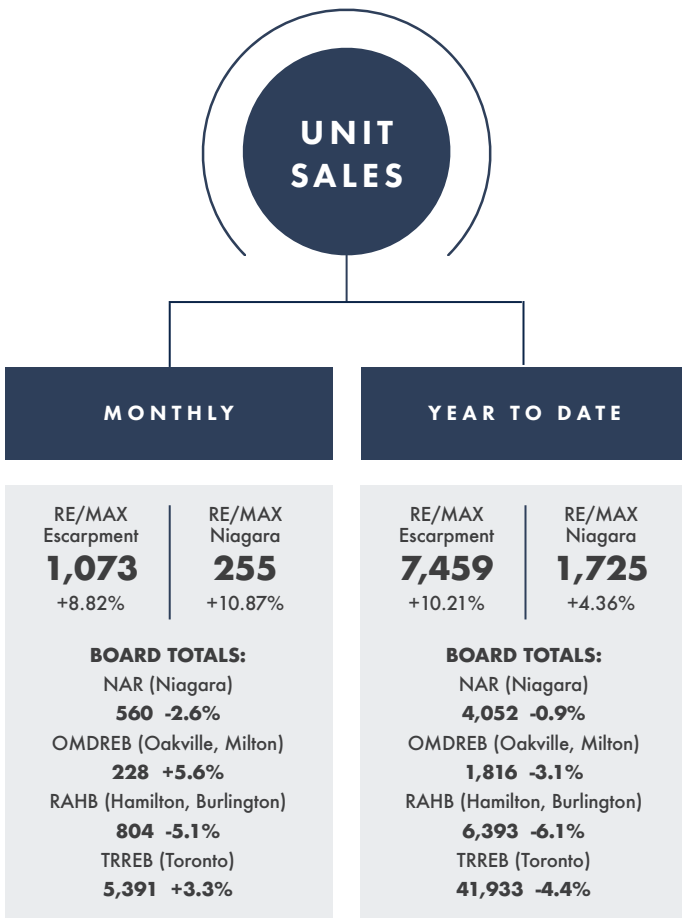 UNIT
SALES
MONTHLY
RE/MAX
Escarpment
1,073
+8.82%
RE/MAX
Niagara
255
+10.87%
BOARD TOTALS:
NAR (Niagara)
560 -2.6%
OMDREB (Oakville, Milton)
228 +5.6%
RAHB (Hamilton, Burlington)
804 -5.1%
TRREB (Toronto)
5,391 +3.3%
YEAR TO DATE
RE/MAX
Escarpment
7,459
+10.21%
RE/MAX
Niagara
1,725
+4.36%
BOARD TOTALS:
NAR (Niagara)
4,052 -0.9%
OMDREB (Oakville, Milton)
1,816 -3.1%
RAHB (Hamilton, Burlington)
6,393 -6.1%
TRREB (Toronto)
41,933 -4.4%